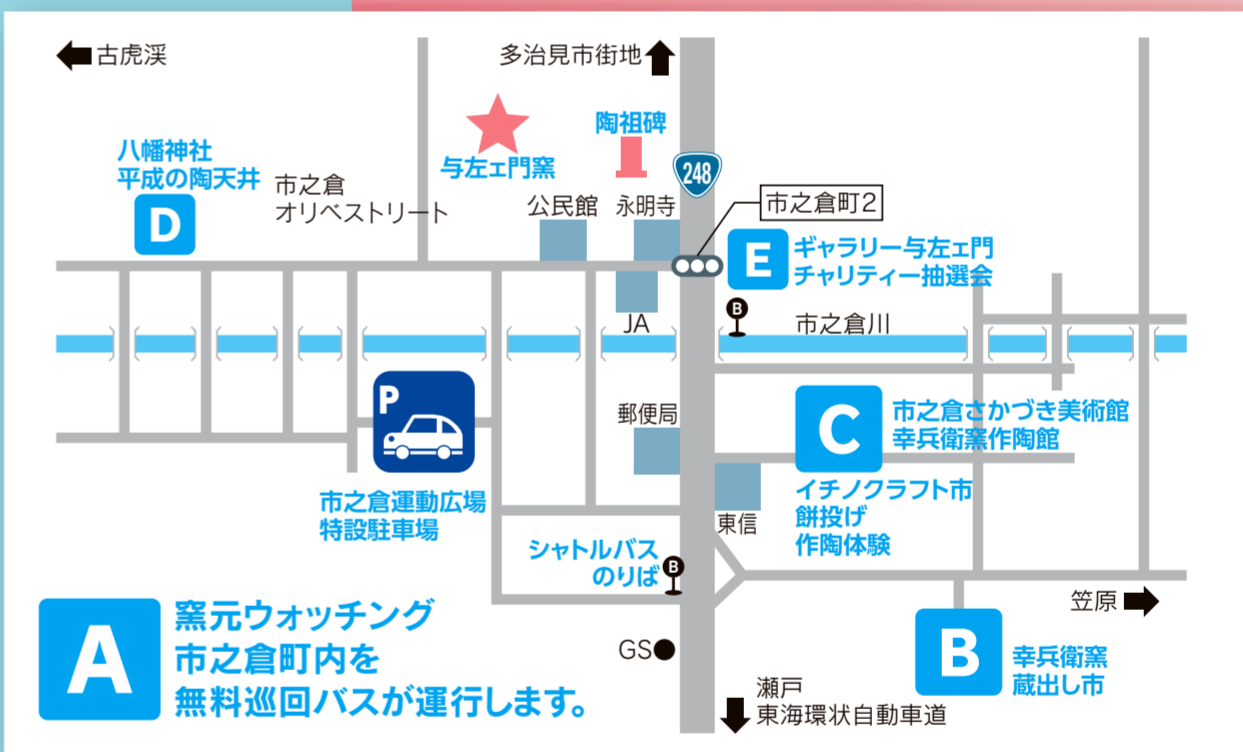 古虎渓
多治見市街地
八幡神社
平成の陶天井
D
市之倉
オリベストリート
与左ェ門窯
陶祖碑
248
公民館
永明寺
市之倉町2
E
ギャラリー与左ェ門
チャリティー抽選会
JA
B
市之倉川
P
市之倉運動広場
特設駐車場
郵便局
C
市之倉さかづき美術館
幸兵衛窯作陶館
イチノクラフト市
餅投げ
作陶体験
東信
シャトルバス
のりば
B
笠原
A
窯元ウォッチング
市之倉町内を
無料巡回バスが運行します。
GS
B
幸兵衛窯
蔵出し市
瀬戸
東海環状自動車道